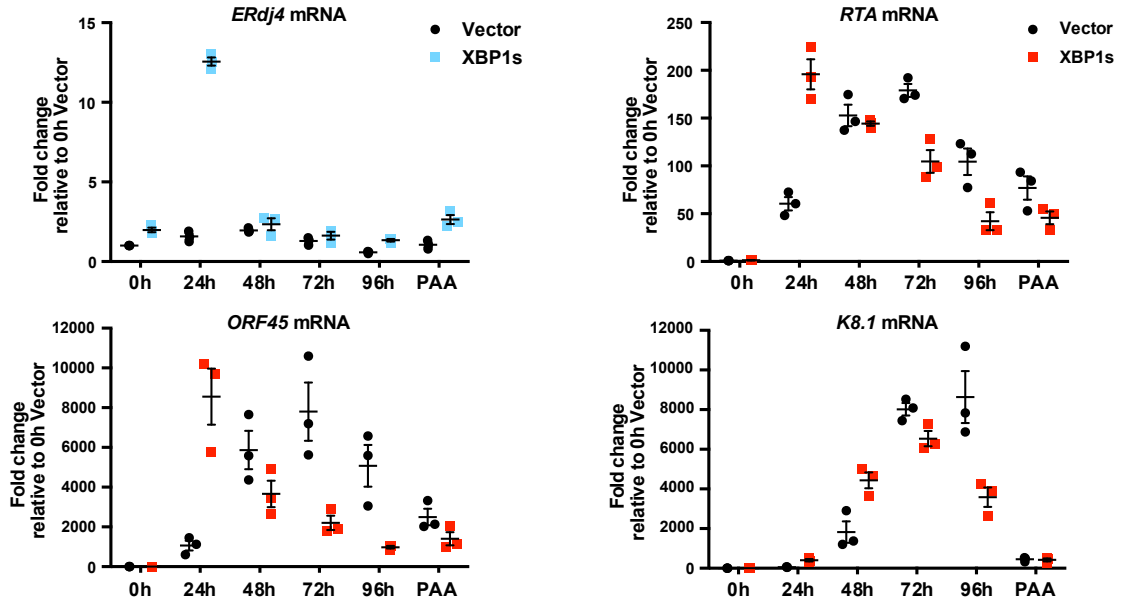 ERdj4 mRNA
Fold change
relative to 0h Vector
15
10
5
0
0h 24h 48h 72h 96h PAA
Vector
XBP1s
RTA mRNA
Fold change
relative to 0h Vector
250
200
150
100
50
0
0h 24h 48h 72h 96h PAA
Vector
XBP1s
ORF45 mRNA
Fold change
relative to 0h Vector
12000
10000
8000
6000
4000
2000
0
0h 24h 48h 72h 96h PAA
K8.1 mRNA
Fold change
relative to 0h Vector
12000
10000
8000
6000
4000
2000
0
0h 24h 48h 72h 96h PAA